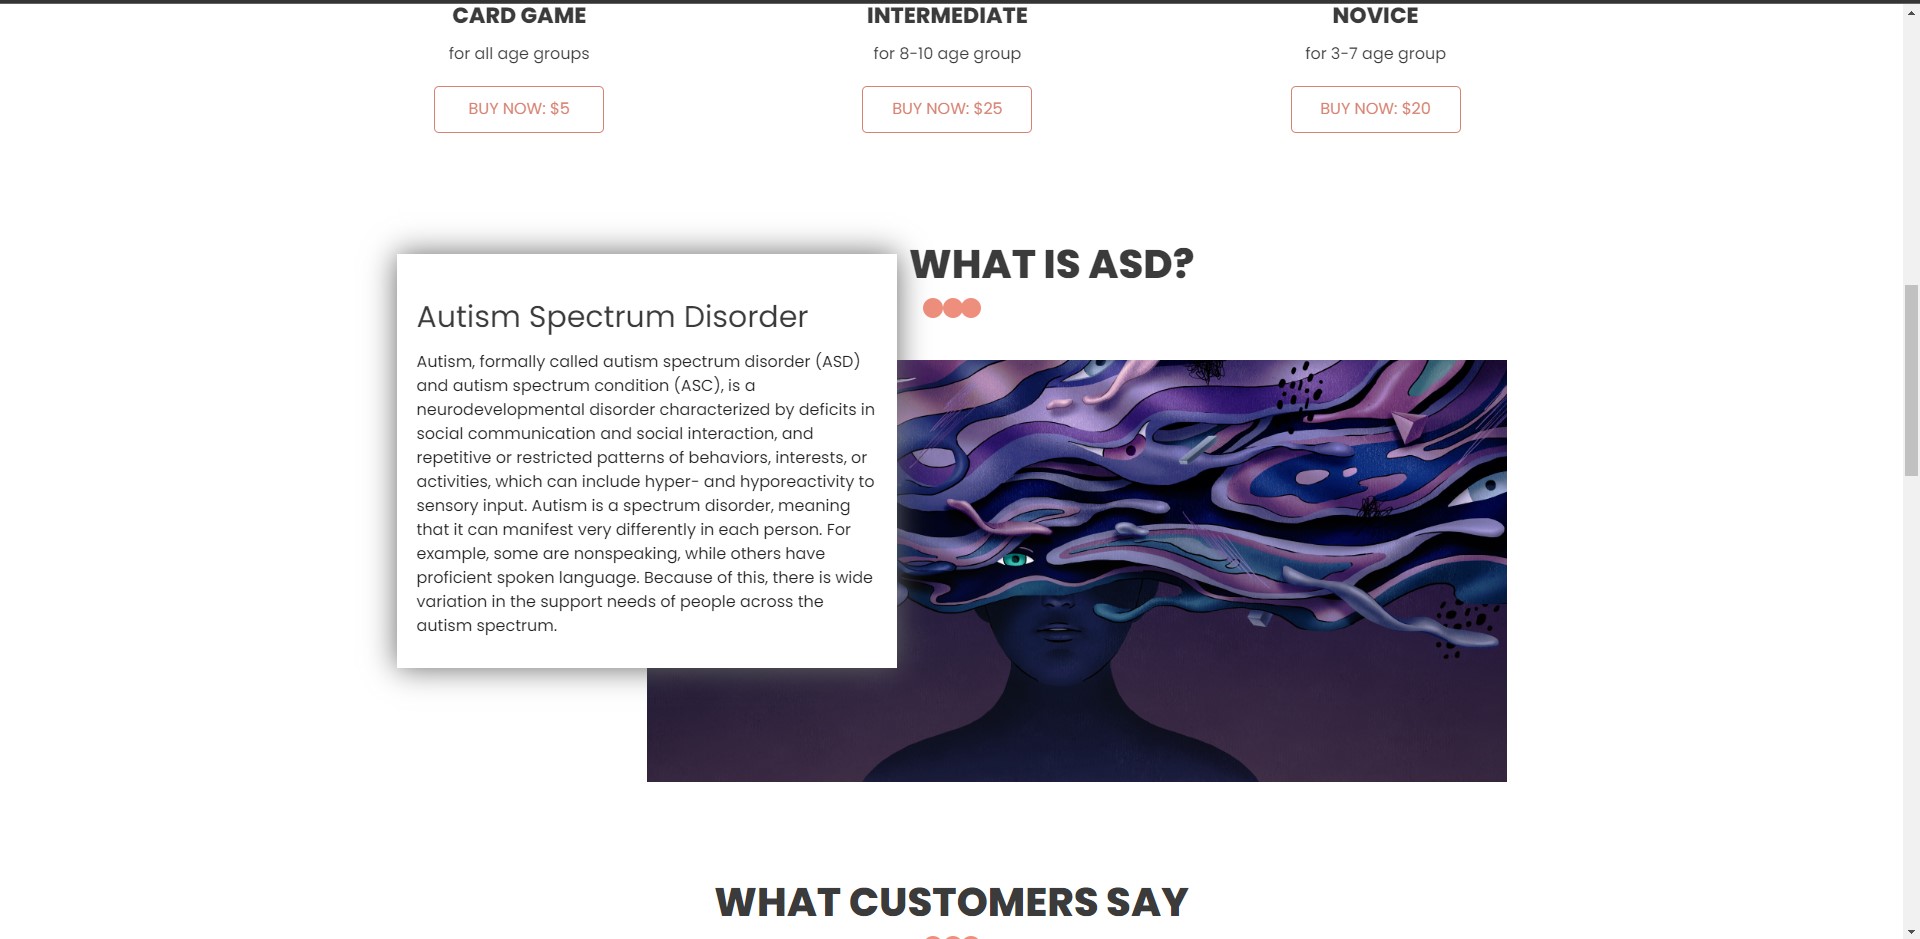 CARD GAME
INTERMEDIATE
NOVICE
for all age groups
for 8-10 age group
for 3-7 age group
BUY NOW: $5
BUY NOW: $25
BUY NOW: $20
WHAT IS ASD?
Autism Spectrum Disorder
Autism, formally called autism spectrum disorder (ASD)
and autism spectrum condition (ASC), is a
neurodevelopmental disorder characterized by deficits in
social communication and social interaction, and
repetitive or restricted patterns of behaviors, interests, or
activities, which can include hyper- and hyporeactivity to
sensory input. Autism is a spectrum disorder, meaning
that it can manifest very differently in each person. For
example, some are nonspeaking, while others have
proficient spoken language. Because of this, there is wide
variation in the support needs of people across the
autism spectrum.
WHAT CUSTOMERS SAY